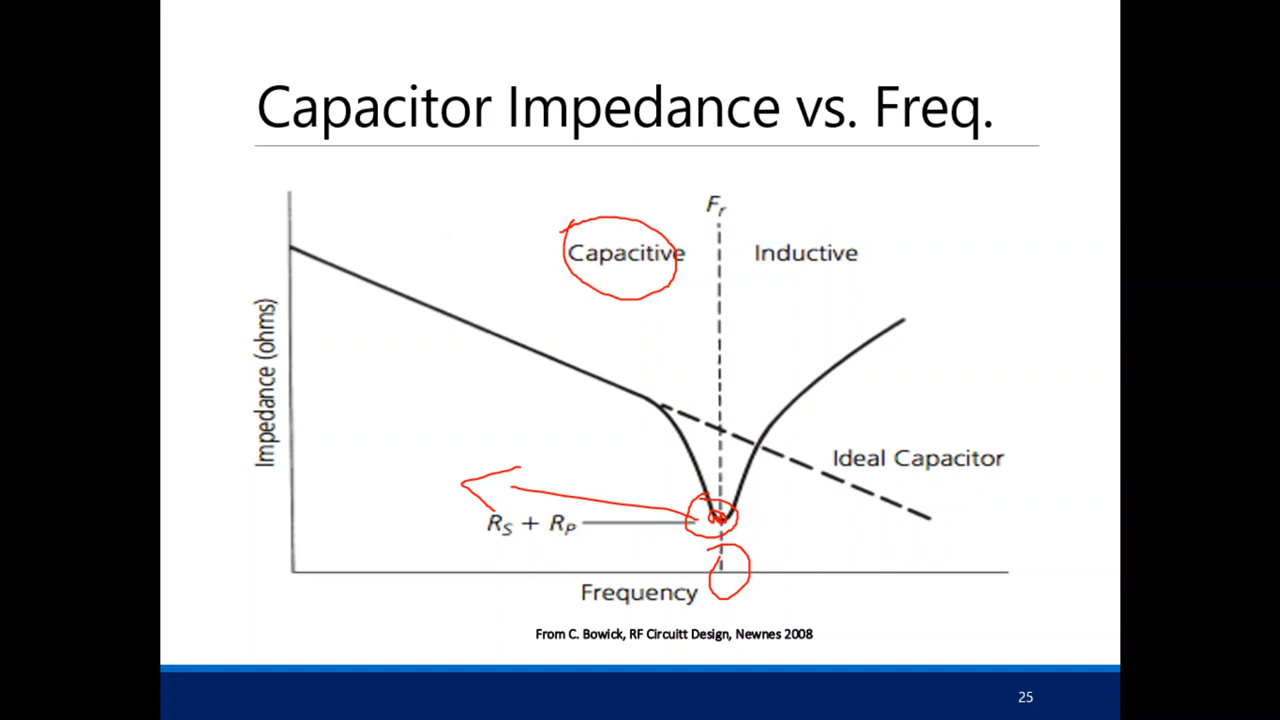 Capacitor Impedance vs. Freq.
Fr
Capacitive
Inductive
Impedance (ohms)
Ideal Capacitor
RS + RP
Frequency
From C. Bowick, RF Circuitt Design, Newnes 2008
25